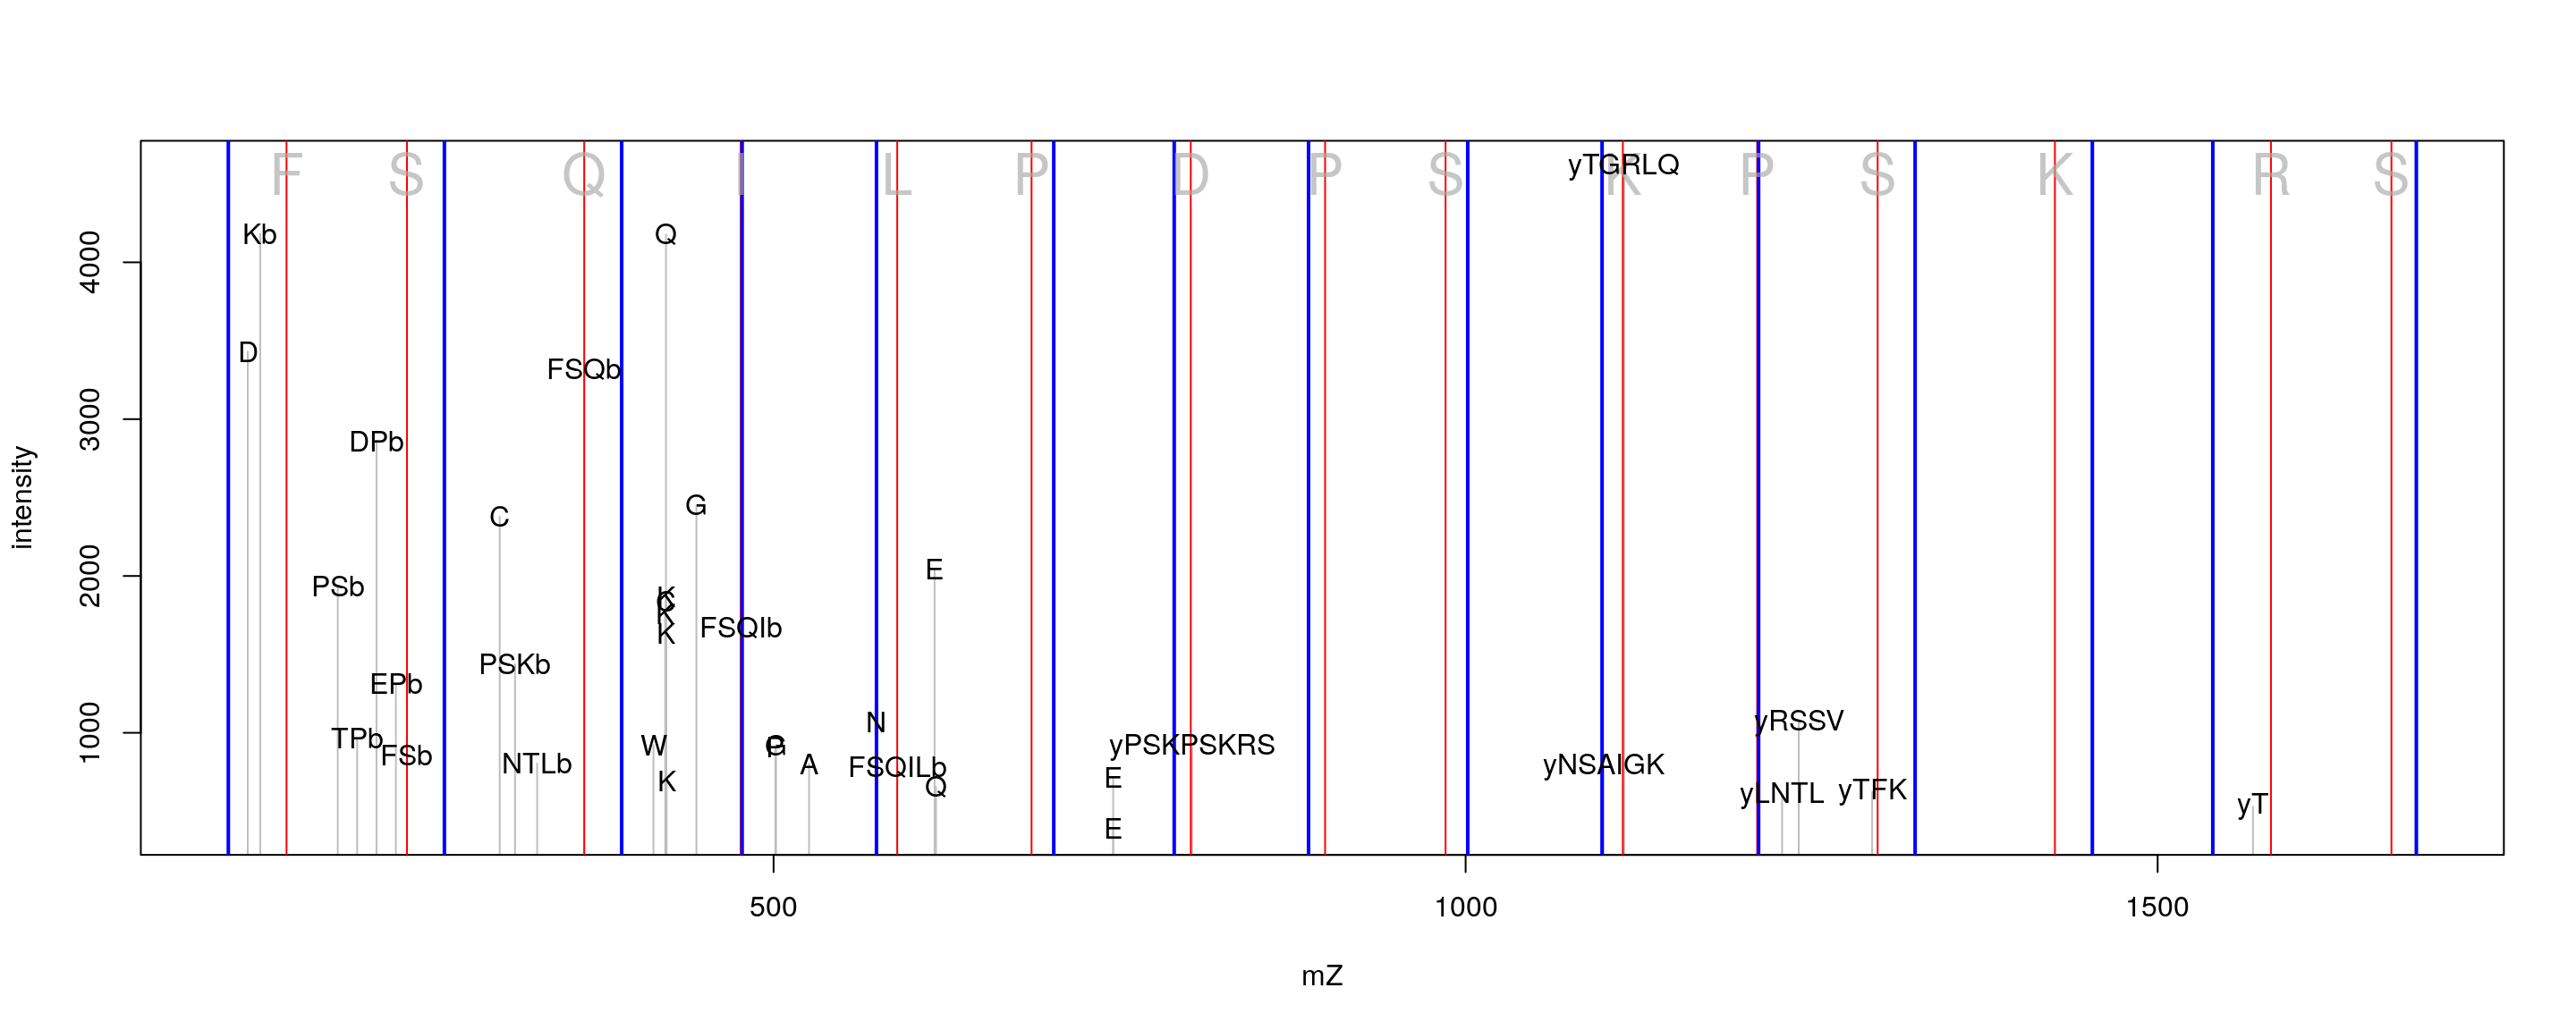 F S Q I L P D P S K P S K R S
yTGRLQ
Kb
Q
D
FSQb
DPb
G
C
E
PSb
K
C
K
K
FSQIb
PSKb
EPb
N
yRSSV
TPb
W
G
P
yPSKPSKRS
FSb
NTLb
A
FSQILb
yNSAIGK
K
E
Q
yLNTL
yTFK
yT
E
intensity
1000
2000
3000
4000
500
1000
1500
mZ